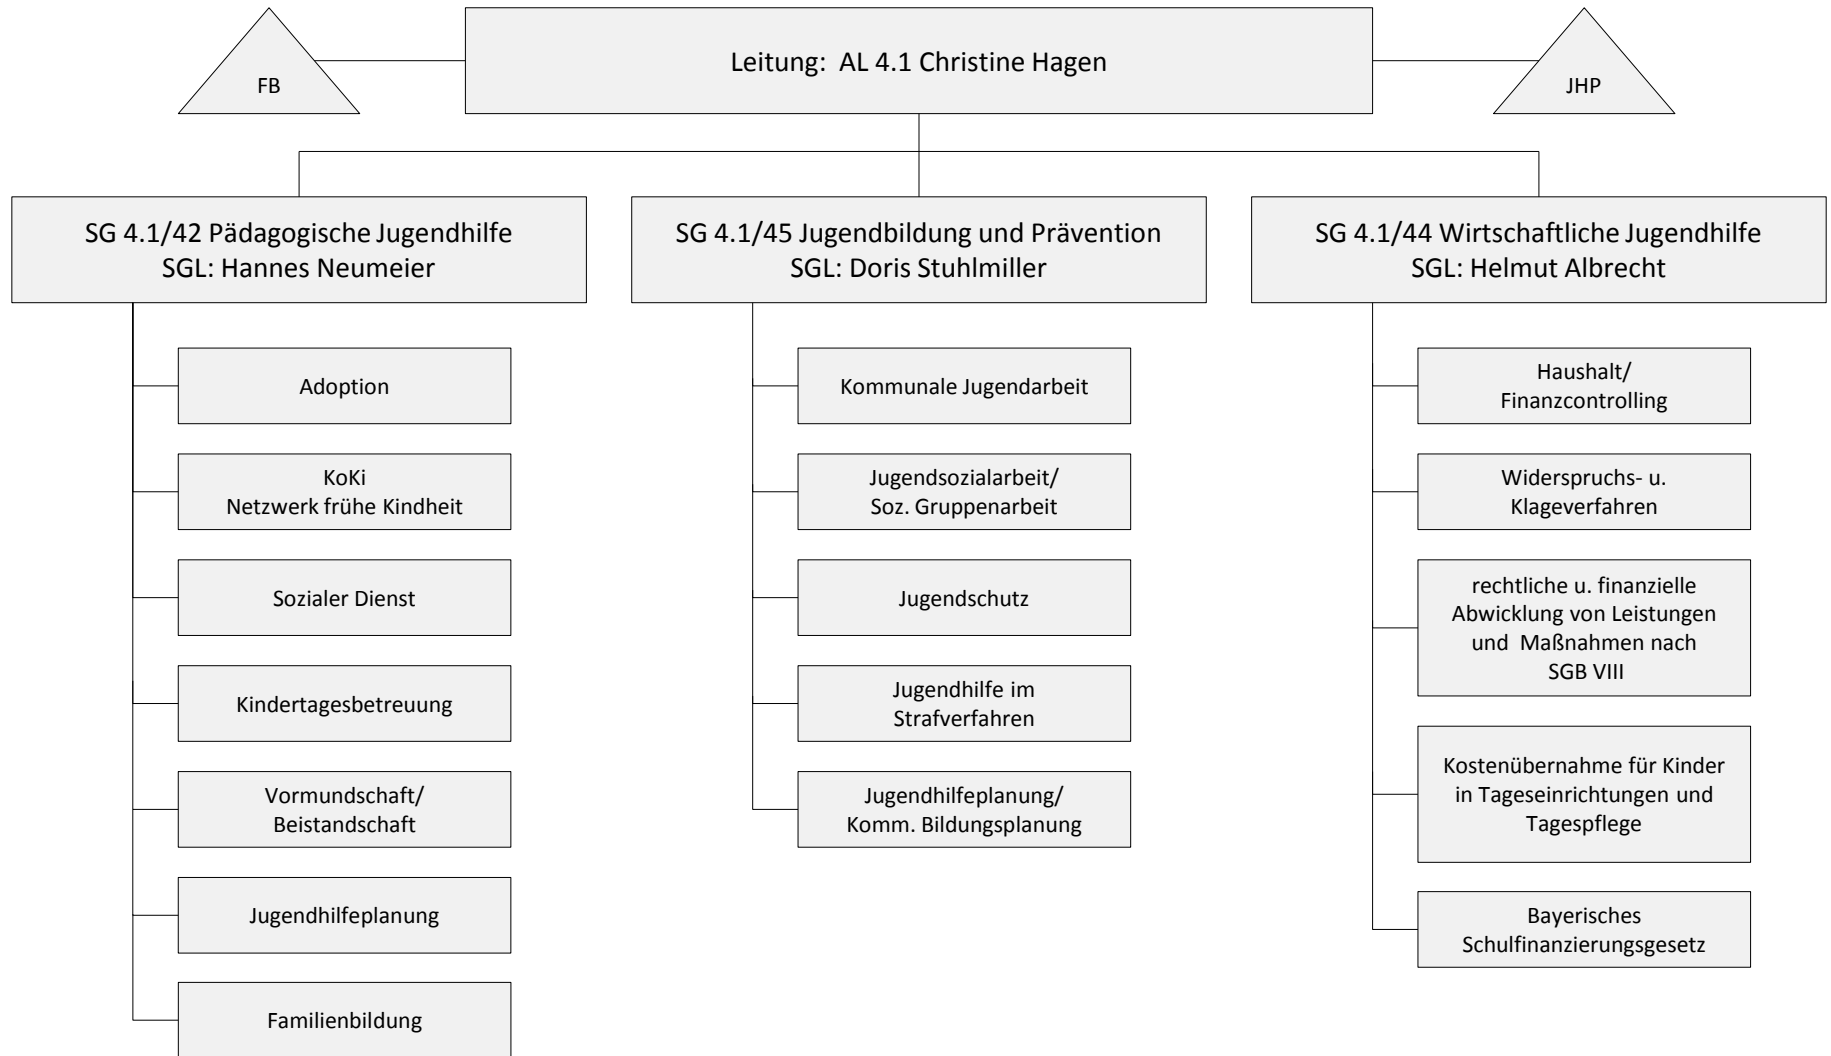 FB
Leitung: AL 4.1 Christine Hagen
JHP
SG 4.1/42 Pädagogische Jugendhilfe
SGL: Hannes Neumeier
Adoption
KoKi
Netzwerk frühe Kindheit
Sozialer Dienst
Kindertagesbetreuung
Vormundschaft/
Beistandschaft
Jugendhilfeplanung
Familienbildung
SG 4.1/45 Jugendbildung und Prävention
SGL: Doris Stuhlmiller
Kommunale Jugendarbeit
Jugendsozialarbeit/
Soz. Gruppenarbeit
Jugendschutz
Jugendhilfe im
Strafverfahren
Jugendhilfeplanung/
Komm. Bildungsplanung
SG 4.1/44 Wirtschaftliche Jugendhilfe
SGL: Helmut Albrecht
Haushalt/
Finanzcontrolling
Widerspruchs- u.
Klageverfahren
rechtliche u. finanzielle
Abwicklung von Leistungen
und Maßnahmen nach
SGB VIII
Kostenübernahme für Kinder
in Tageseinrichtungen und
Tagespflege
Bayerisches
Schulfinanzierungsgesetz